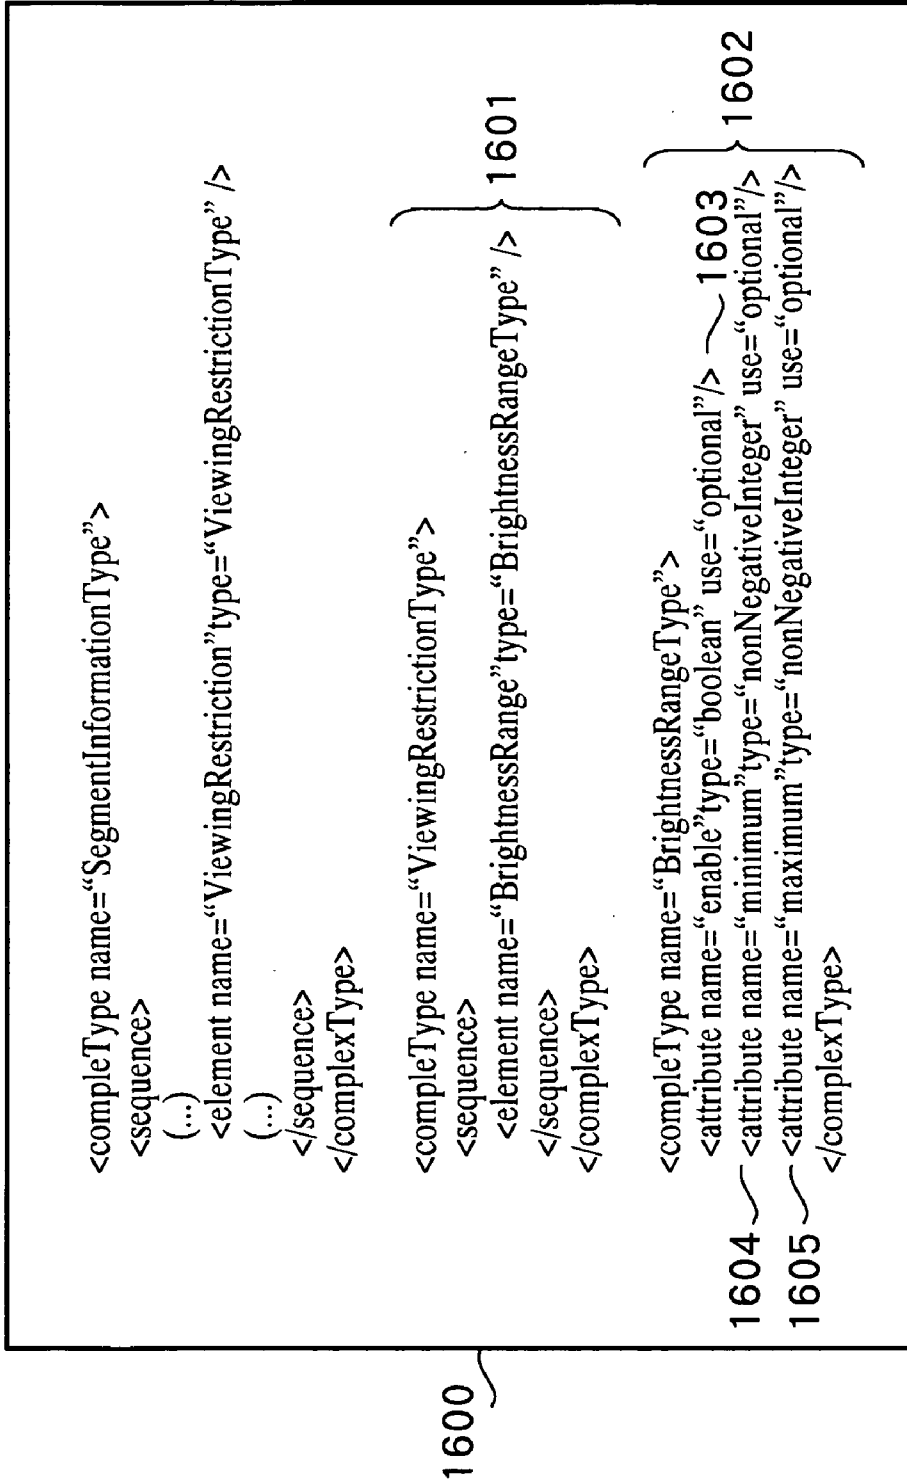 1600
<compleType name=“SegmentInformationType”>
<sequence>
(...)
<element name=“ViewingRestriction”type=“ViewingRestrictionType” />
(...)
</sequence>
</complexType>
<compleType name=“ViewingRestrictionType”>
<sequence>
<element name=“BrightnessRange”type=“BrightnessRangeType” />
</sequence>
</complexType>
1601
<compleType name=“BrightnessRangeType”>
<attribute name=“enable”type=“boolean” use=“optional”/> 1603
1604 <attribute name=“minimum”type=“nonNegativeInteger” use=“optional”/>
1605 <attribute name=“maximum”type=“nonNegativeInteger” use=“optional”/>
</complexType>
1602